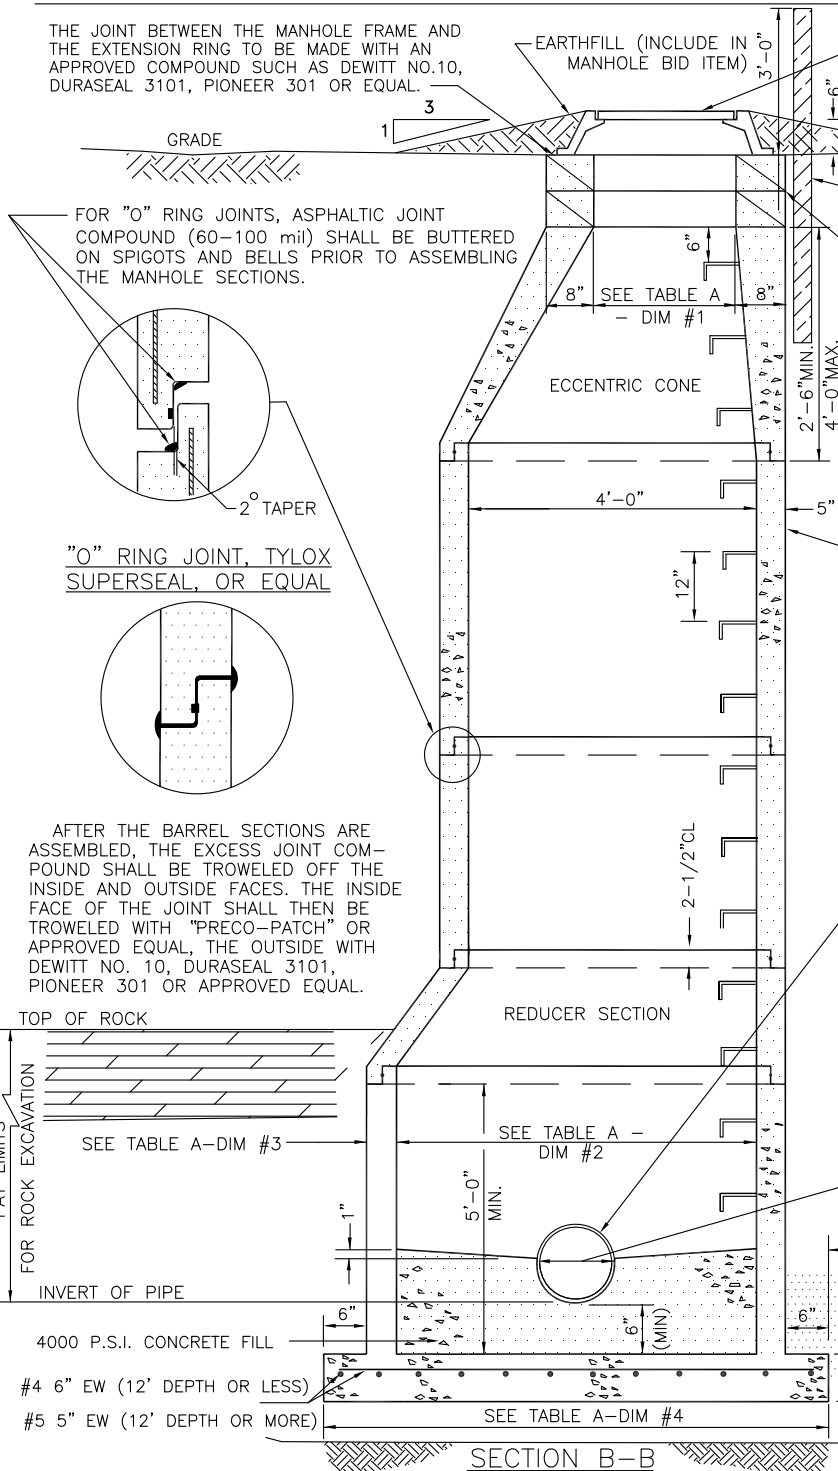 THE JOINT BETWEEN THE MANHOLE FRAME AND
THE EXTENSION RING TO BE MADE WITH AN
APPROVED COMPOUND SUCH AS DEWITT NO.10,
DURASEAL 3101, PIONEER 301 OR EQUAL.
EARTHFILL (INCLUDE IN
MANHOLE BID ITEM)
3'-0"
6"
3
1
GRADE
FOR "O" RING JOINTS, ASPHALTIC JOINT
COMPOUND (60-100 mil) SHALL BE BUTTERED
ON SPIGOTS AND BELLS PRIOR TO ASSEMBLING
THE MANHOLE SECTIONS.
6"
8"
SEE TABLE A
- DIM #1
8"
ECCENTRIC CONE
2'-6"MIN.
4'-0"MAX.
2° TAPER
4'-0"
5"
"O" RING JOINT, TYLOX
SUPERSEAL, OR EQUAL
12"
AFTER THE BARREL SECTIONS ARE
ASSEMBLED, THE EXCESS JOINT COM-
POUND SHALL BE TROWELED OFF THE
INSIDE AND OUTSIDE FACES. THE INSIDE
FACE OF THE JOINT SHALL THEN BE
TROWELED WITH "PRECO-PATCH" OR
APPROVED EQUAL, THE OUTSIDE WITH
DEWITT NO. 10, DURASEAL 3101,
PIONEER 301 OR APPROVED EQUAL.
2-1/2"CL
TOP OF ROCK
REDUCER SECTION
FOR ROCK EXCAVATION
SEE TABLE A-DIM #3
SEE TABLE A -
DIM #2
5'-0"
MIN.
1"
INVERT OF PIPE
6"
6"
(MIN)
6"
4000 P.S.I. CONCRETE FILL
#4 6" EW (12' DEPTH OR LESS)
#5 5" EW (12' DEPTH OR MORE)
SEE TABLE A-DIM #4
SECTION B-B